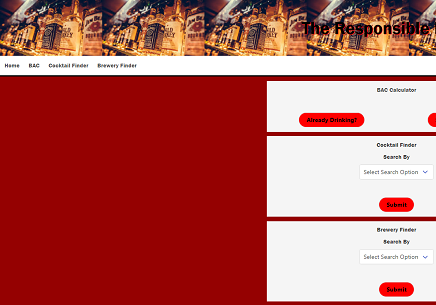 The Responsible
Home BAC Cocktail Finder Brewery Finder
BAC Calculator
Already Drinking?
Cocktail Finder
Search By
Select Search Option
Submit
Brewery Finder
Search By
Select Search Option
Submit